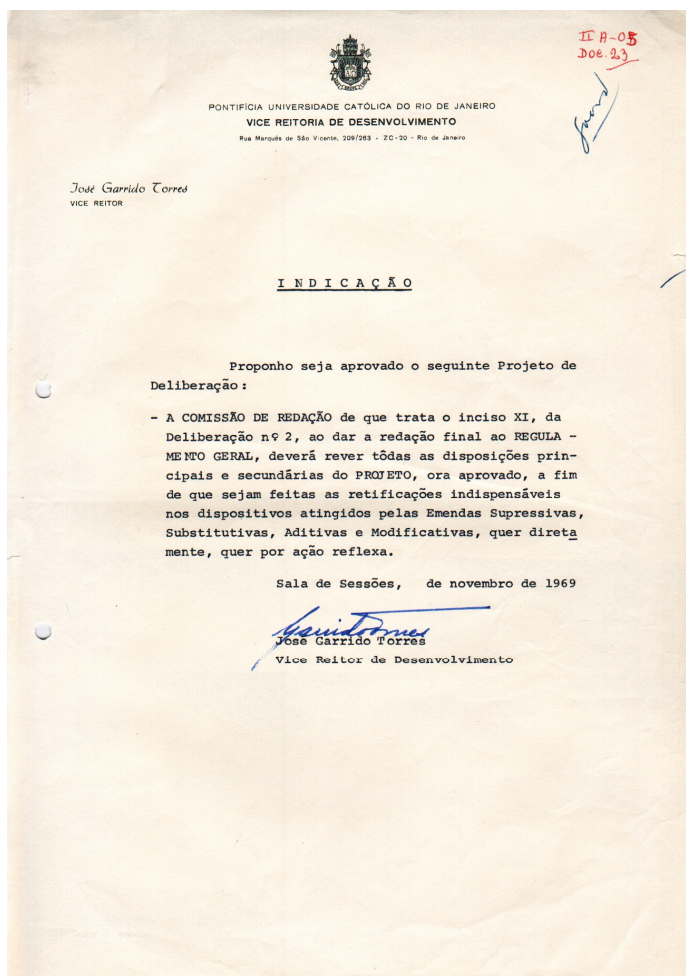 II A-05
Doc. 23
PONTIFÍCIA UNIVERSIDADE CATÓLICA DO RIO DE JANEIRO
VICE REITORIA DE DESENVOLVIMENTO
Rua Marquês de São Vicente, 209/263 - ZC-20 - Rio de Janeiro
José Garrido Torres
VICE REITOR
INDICAÇÃO
Proponho seja aprovado o seguinte Projeto de
Deliberação:
- A COMISSÃO DE REDAÇÃO de que trata o inciso XI, da
Deliberação nº 2, ao dar a redação final ao REGULA -
MENTO GERAL, deverá rever tôdas as disposições prin-
cipais e secundárias do PROJETO, ora aprovado, a fim
de que sejam feitas as retificações indispensáveis
nos dispositivos atingidos pelas Emendas Supressivas,
Substitutivas, Aditivas e Modificativas, quer direta
mente, quer por ação reflexa.
Sala de Sessões, de novembro de 1969
José Garrido Torres
Vice Reitor de Desenvolvimento